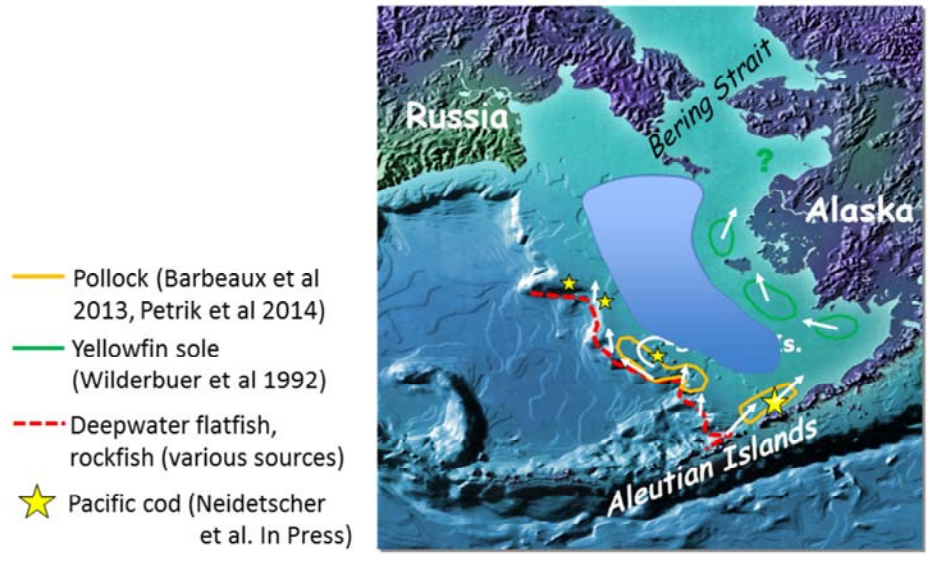 Bering Strait
Russia
?
Alaska
Pollock (Barbeaux et al
2013, Petrik et al 2014)
s.
Yellowfin sole
(Wilderbuer et al 1992)
Deepwater flatfish,
rockfish (various sources)
Aleutian Islands
Pacific cod (Neidetscher
et al. In Press)